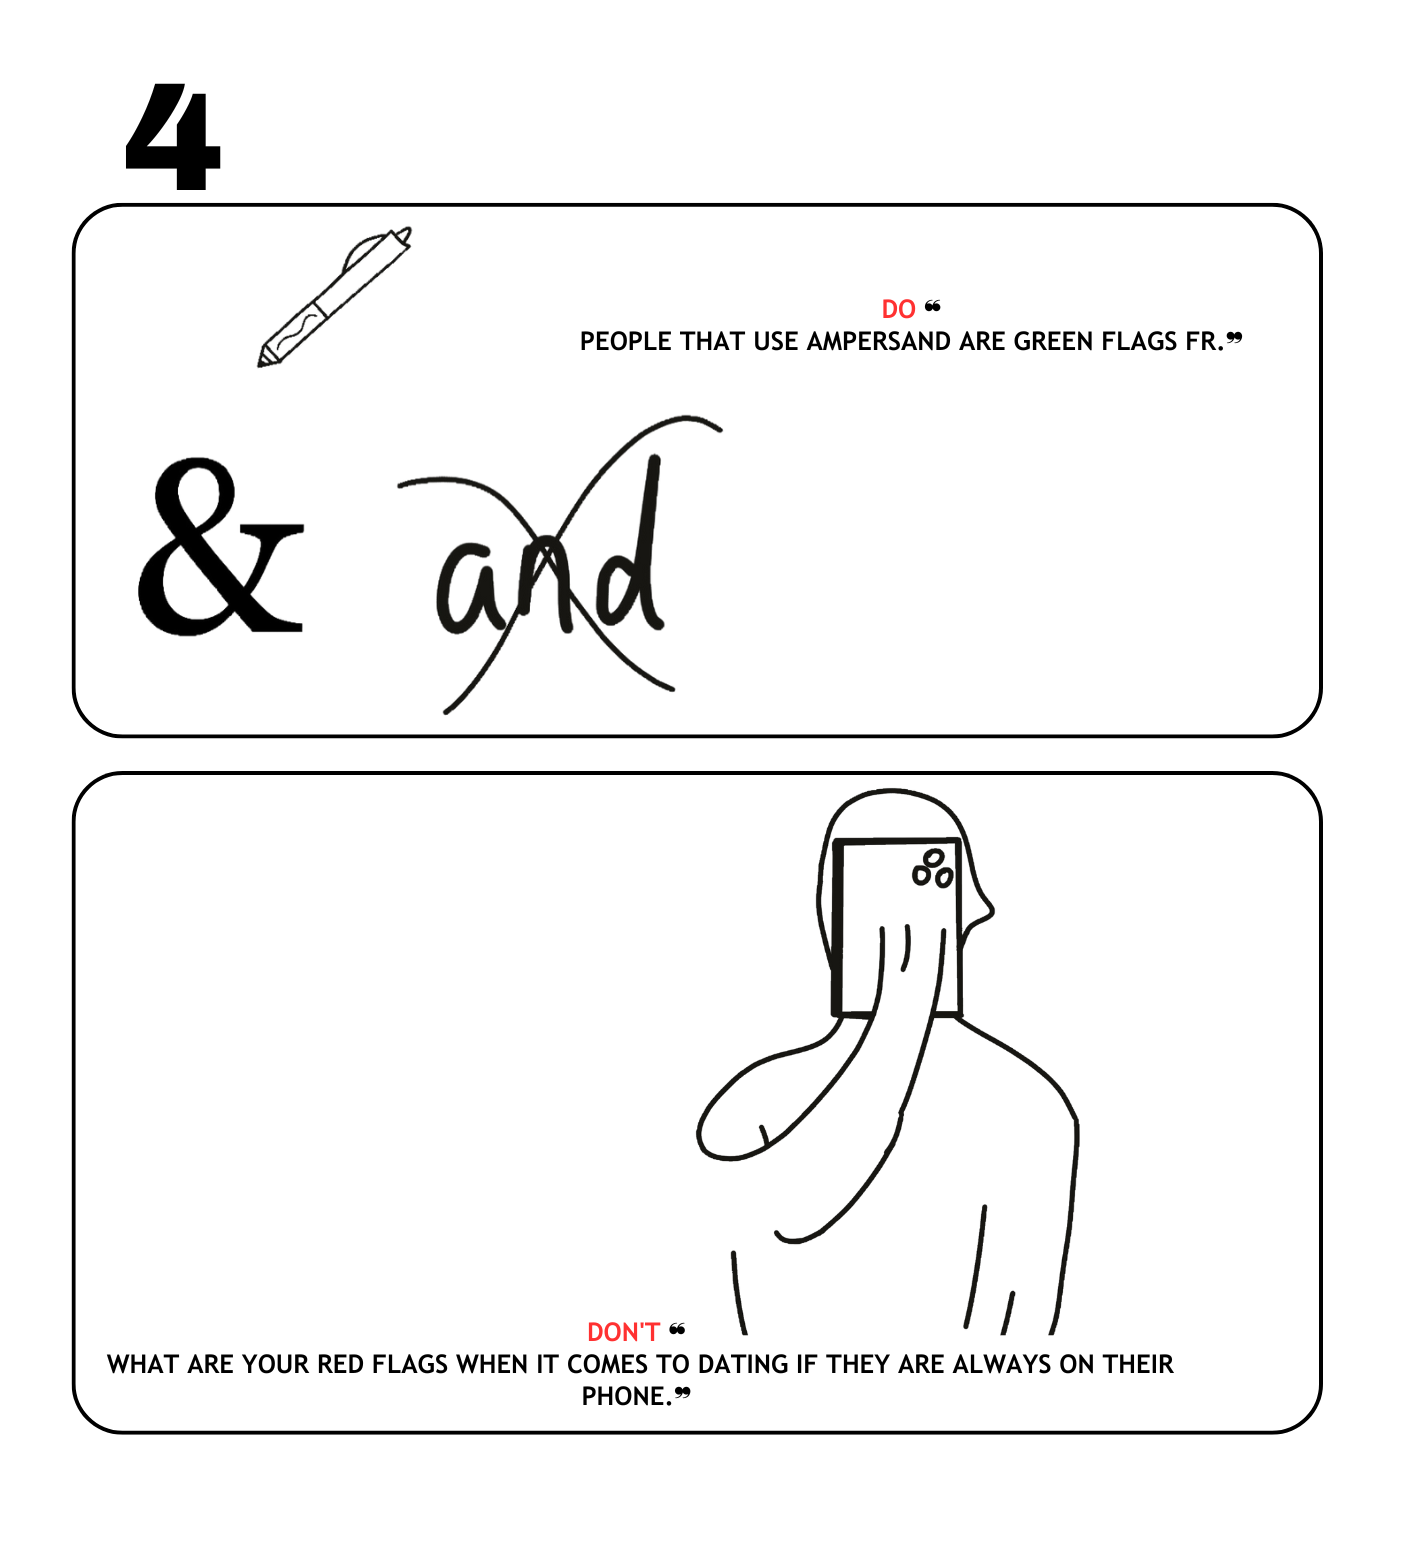 4
DO ❝
PEOPLE THAT USE AMPERSAND ARE GREEN FLAGS FR.❞
& and
DON'T ❝
WHAT ARE YOUR RED FLAGS WHEN IT COMES TO DATING IF THEY ARE ALWAYS ON THEIR
PHONE.❞